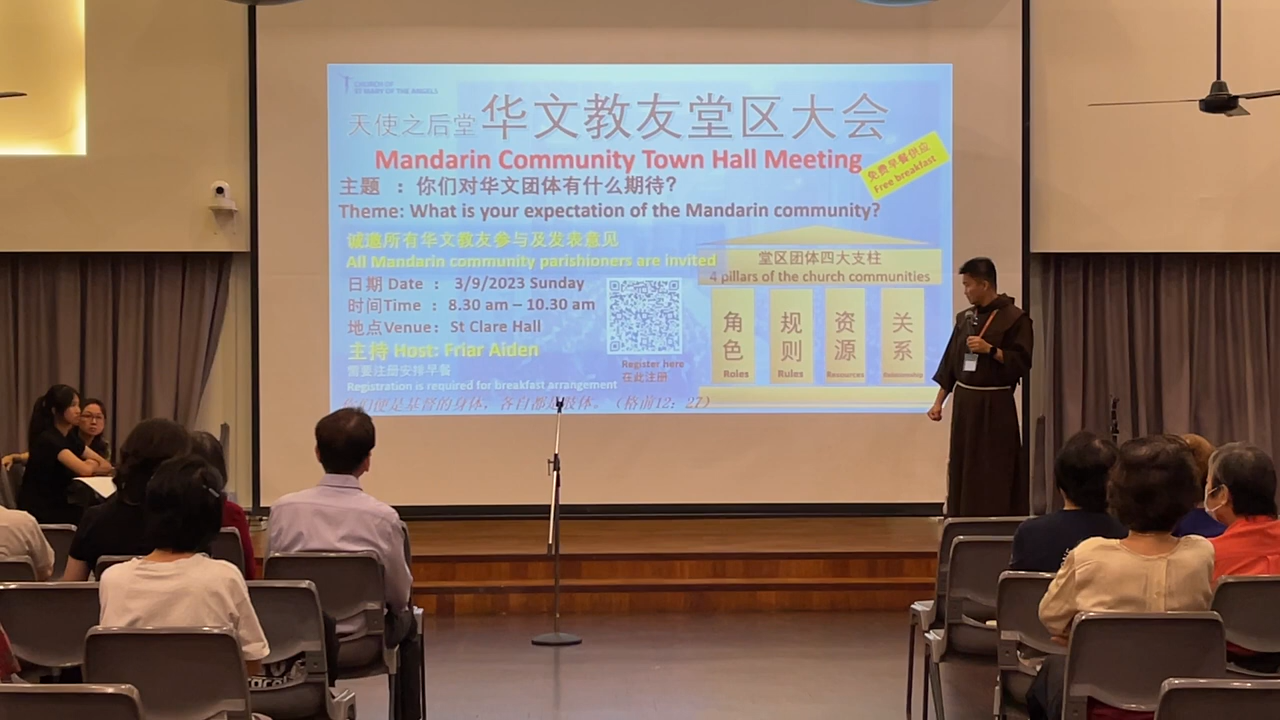 CHURCH OF
ST MARY OF THE ANGELS
天使之后堂 华文教友堂区大会
Mandarin Community Town Hall Meeting
免费早餐供应
Free breakfast
主题 : 你们对华文团体有什么期待?
Theme: What is your expectation of the Mandarin community?
诚邀所有华文教友参与及发表意见
All Mandarin community parishioners are invited
日期 Date : 3/9/2023 Sunday
时间Time : 8.30 am – 10.30 am
地点Venue: St Clare Hall
主持 Host: Friar Aiden
需要注册安排早餐
Registration is required for breakfast arrangement
Register here
在此注册
堂区团体四大支柱
4 pillars of the church communities
角色
Roles
规则
Rules
资源
Resources
关系
Relationship
你们便是基督的身体，各自都是肢体。（格前12：27）